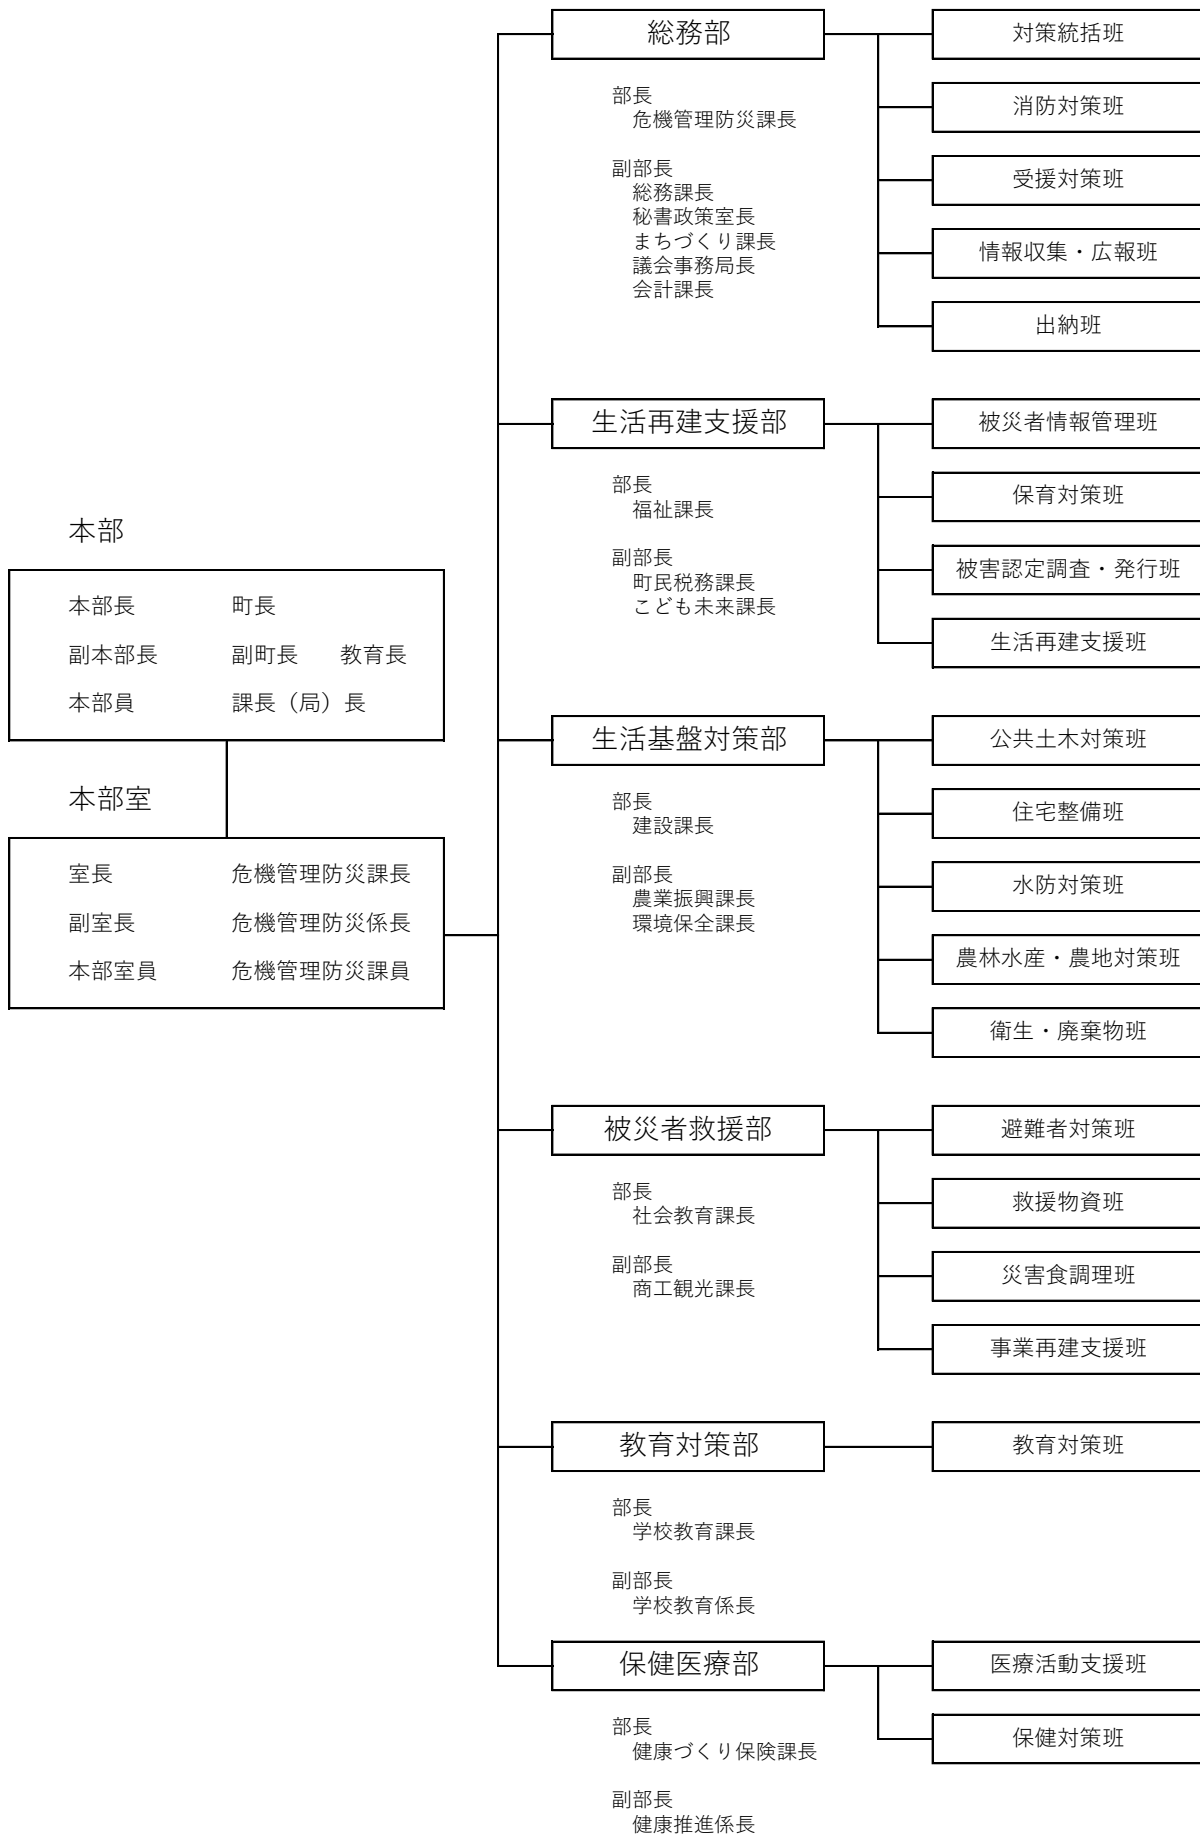 本部
本部長 町長
副本部長 副町長 教育長
本部員 課長（局）長
本部室
室長 危機管理防災課長
副室長 危機管理防災係長
本部室員 危機管理防災課員
総務部
部長
危機管理防災課長
副部長
総務課長
秘書政策室長
まちづくり課長
議会事務局長
会計課長
対策統括班
消防対策班
受援対策班
情報収集・広報班
出納班
生活再建支援部
部長
福祉課長
副部長
町民税務課長
こども未来課長
被災者情報管理班
保育対策班
被害認定調査・発行班
生活再建支援班
生活基盤対策部
部長
建設課長
副部長
農業振興課長
環境保全課長
公共土木対策班
住宅整備班
水防対策班
農林水産・農地対策班
衛生・廃棄物班
被災者救援部
部長
社会教育課長
副部長
商工観光課長
避難者対策班
救援物資班
災害食調理班
事業再建支援班
教育対策部
部長
学校教育課長
副部長
学校教育係長
教育対策班
保健医療部
部長
健康づくり保険課長
副部長
健康推進係長
医療活動支援班
保健対策班